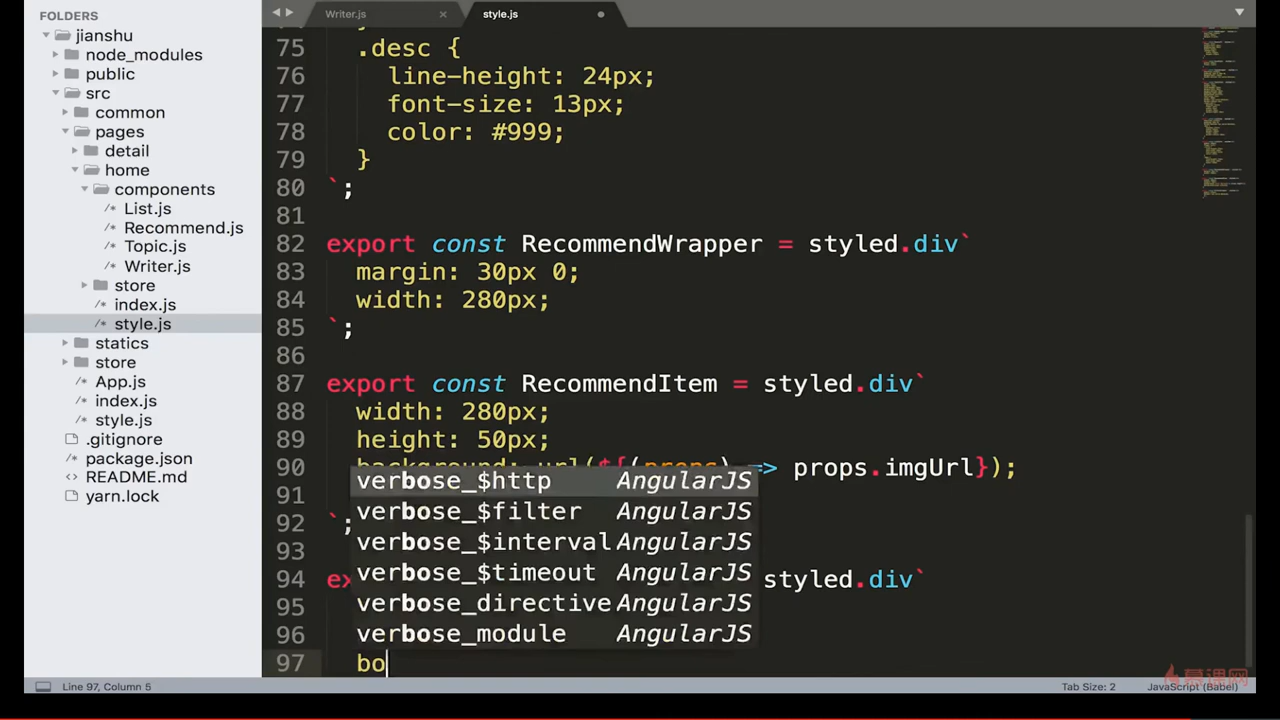 FOLDERS
jianshu
node_modules
public
src
common
pages
detail
home
components
/* List.js
/* Recommend.js
/* Topic.js
/* Writer.js
store
/* index.js
/* style.js
statics
store
/* App.js
/* index.js
/* style.js
.gitignore
/* package.json
<> README.md
yarn.lock
Writer.js ×
style.js
75 .desc {
76 line-height: 24px;
77 font-size: 13px;
78 color: #999;
79 }
80 `;
81
82 export const RecommendWrapper = styled.div`
83 margin: 30px 0;
84 width: 280px;
85 `;
86
87 export const RecommendItem = styled.div`
88 width: 280px;
89 height: 50px;
90 background: url(${(props) => props.imgUrl});
91
92 `;
93
94 ex styled.div`
95
96
97 bo
verbose_$http AngularJS
verbose_$filter AngularJS
verbose_$interval AngularJS
verbose_$timeout AngularJS
verbose_directive AngularJS
verbose_module AngularJS
慕课网
Line 97, Column 5
Tab Size: 2
JavaScript (Babel)